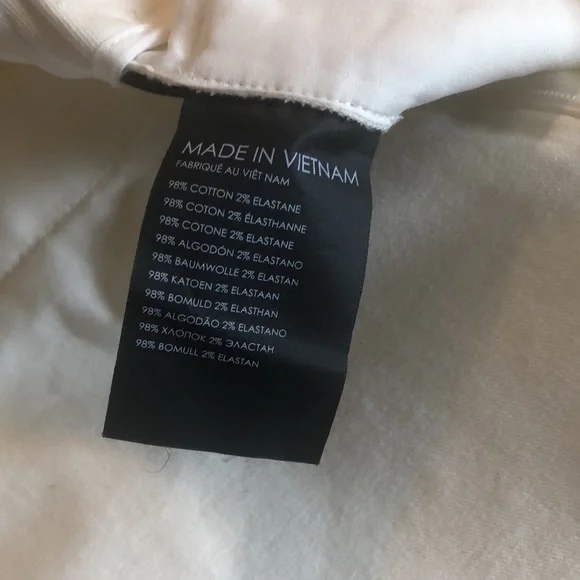 MADE IN VIETNAM
FABRIQUÉ AU VIÊT NAM
98% COTTON 2% ELASTANE
98% COTON 2% ÉLASTHANNE
98% COTONE 2% ELASTANE
98% ALGODÓN 2% ELASTANO
98% BAUMWOLLE 2% ELASTAN
98% KATOEN 2% ELASTAAN
98% BOMULD 2% ELASTHAN
98% ALGODÃO 2% ELASTANO
98% ХЛОПОК 2% ЭЛАСТАН
98% BOMULL 2% ELASTAN